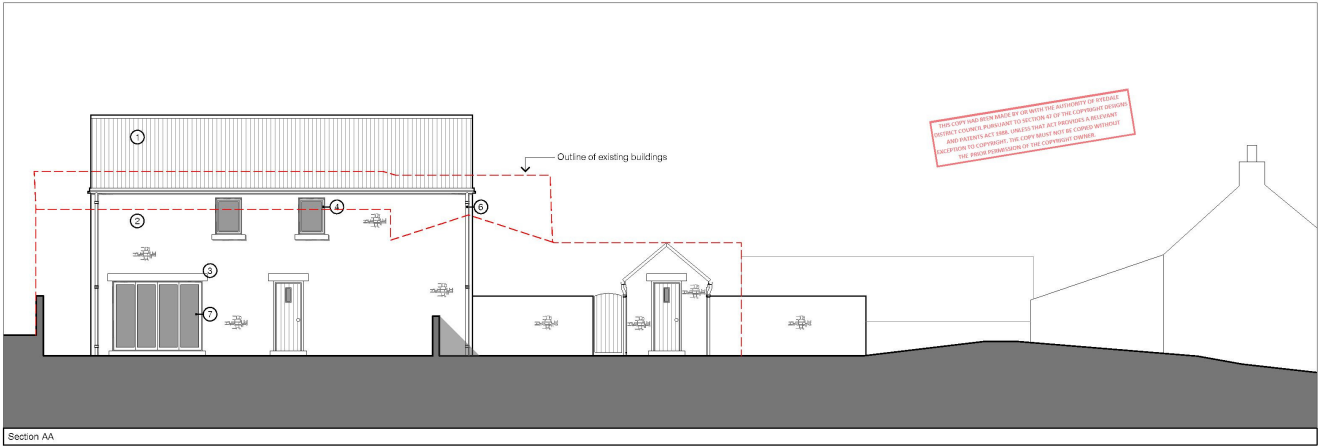 THIS COPY HAD BEEN MADE BY OR WITH THE AUTHORITY OF RYEDALE
DISTRICT COUNCIL PURSUANT TO SECTION 47 OF THE COPYRIGHT DESIGNS
AND PATENTS ACT 1988. UNLESS THAT ACT PROVIDES A RELEVANT
EXCEPTION TO COPYRIGHT. THE COPY MUST NOT BE COPIED WITHOUT
THE PRIOR PERMISSION OF THE COPYRIGHT OWNER.
1
Outline of existing buildings
4
6
2
3
7
Section AA